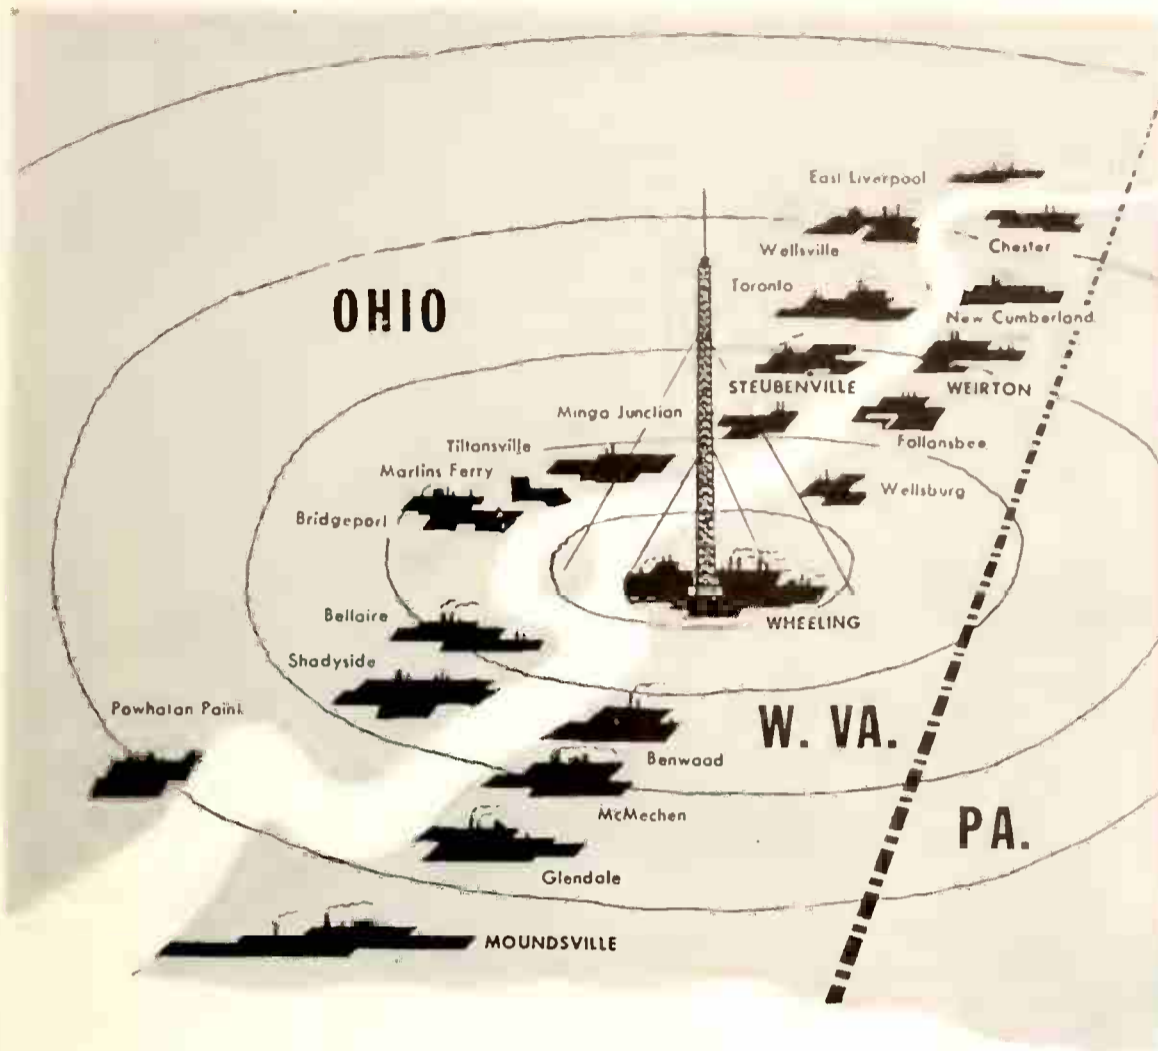 East Liverpool
Wellsville
Chester
Toronto
OHIO
New Cumberland
STEUBENVILLE
WEIRTON
Mingo Junction
Follansbee
Tiltonsville
Martins Ferry
Wellsburg
Bridgeport
Bellaire
WHEELING
Shadyside
Powhatan Point
W. VA.
Benwood
McMechen
PA.
Glendale
MOUNDSVILLE